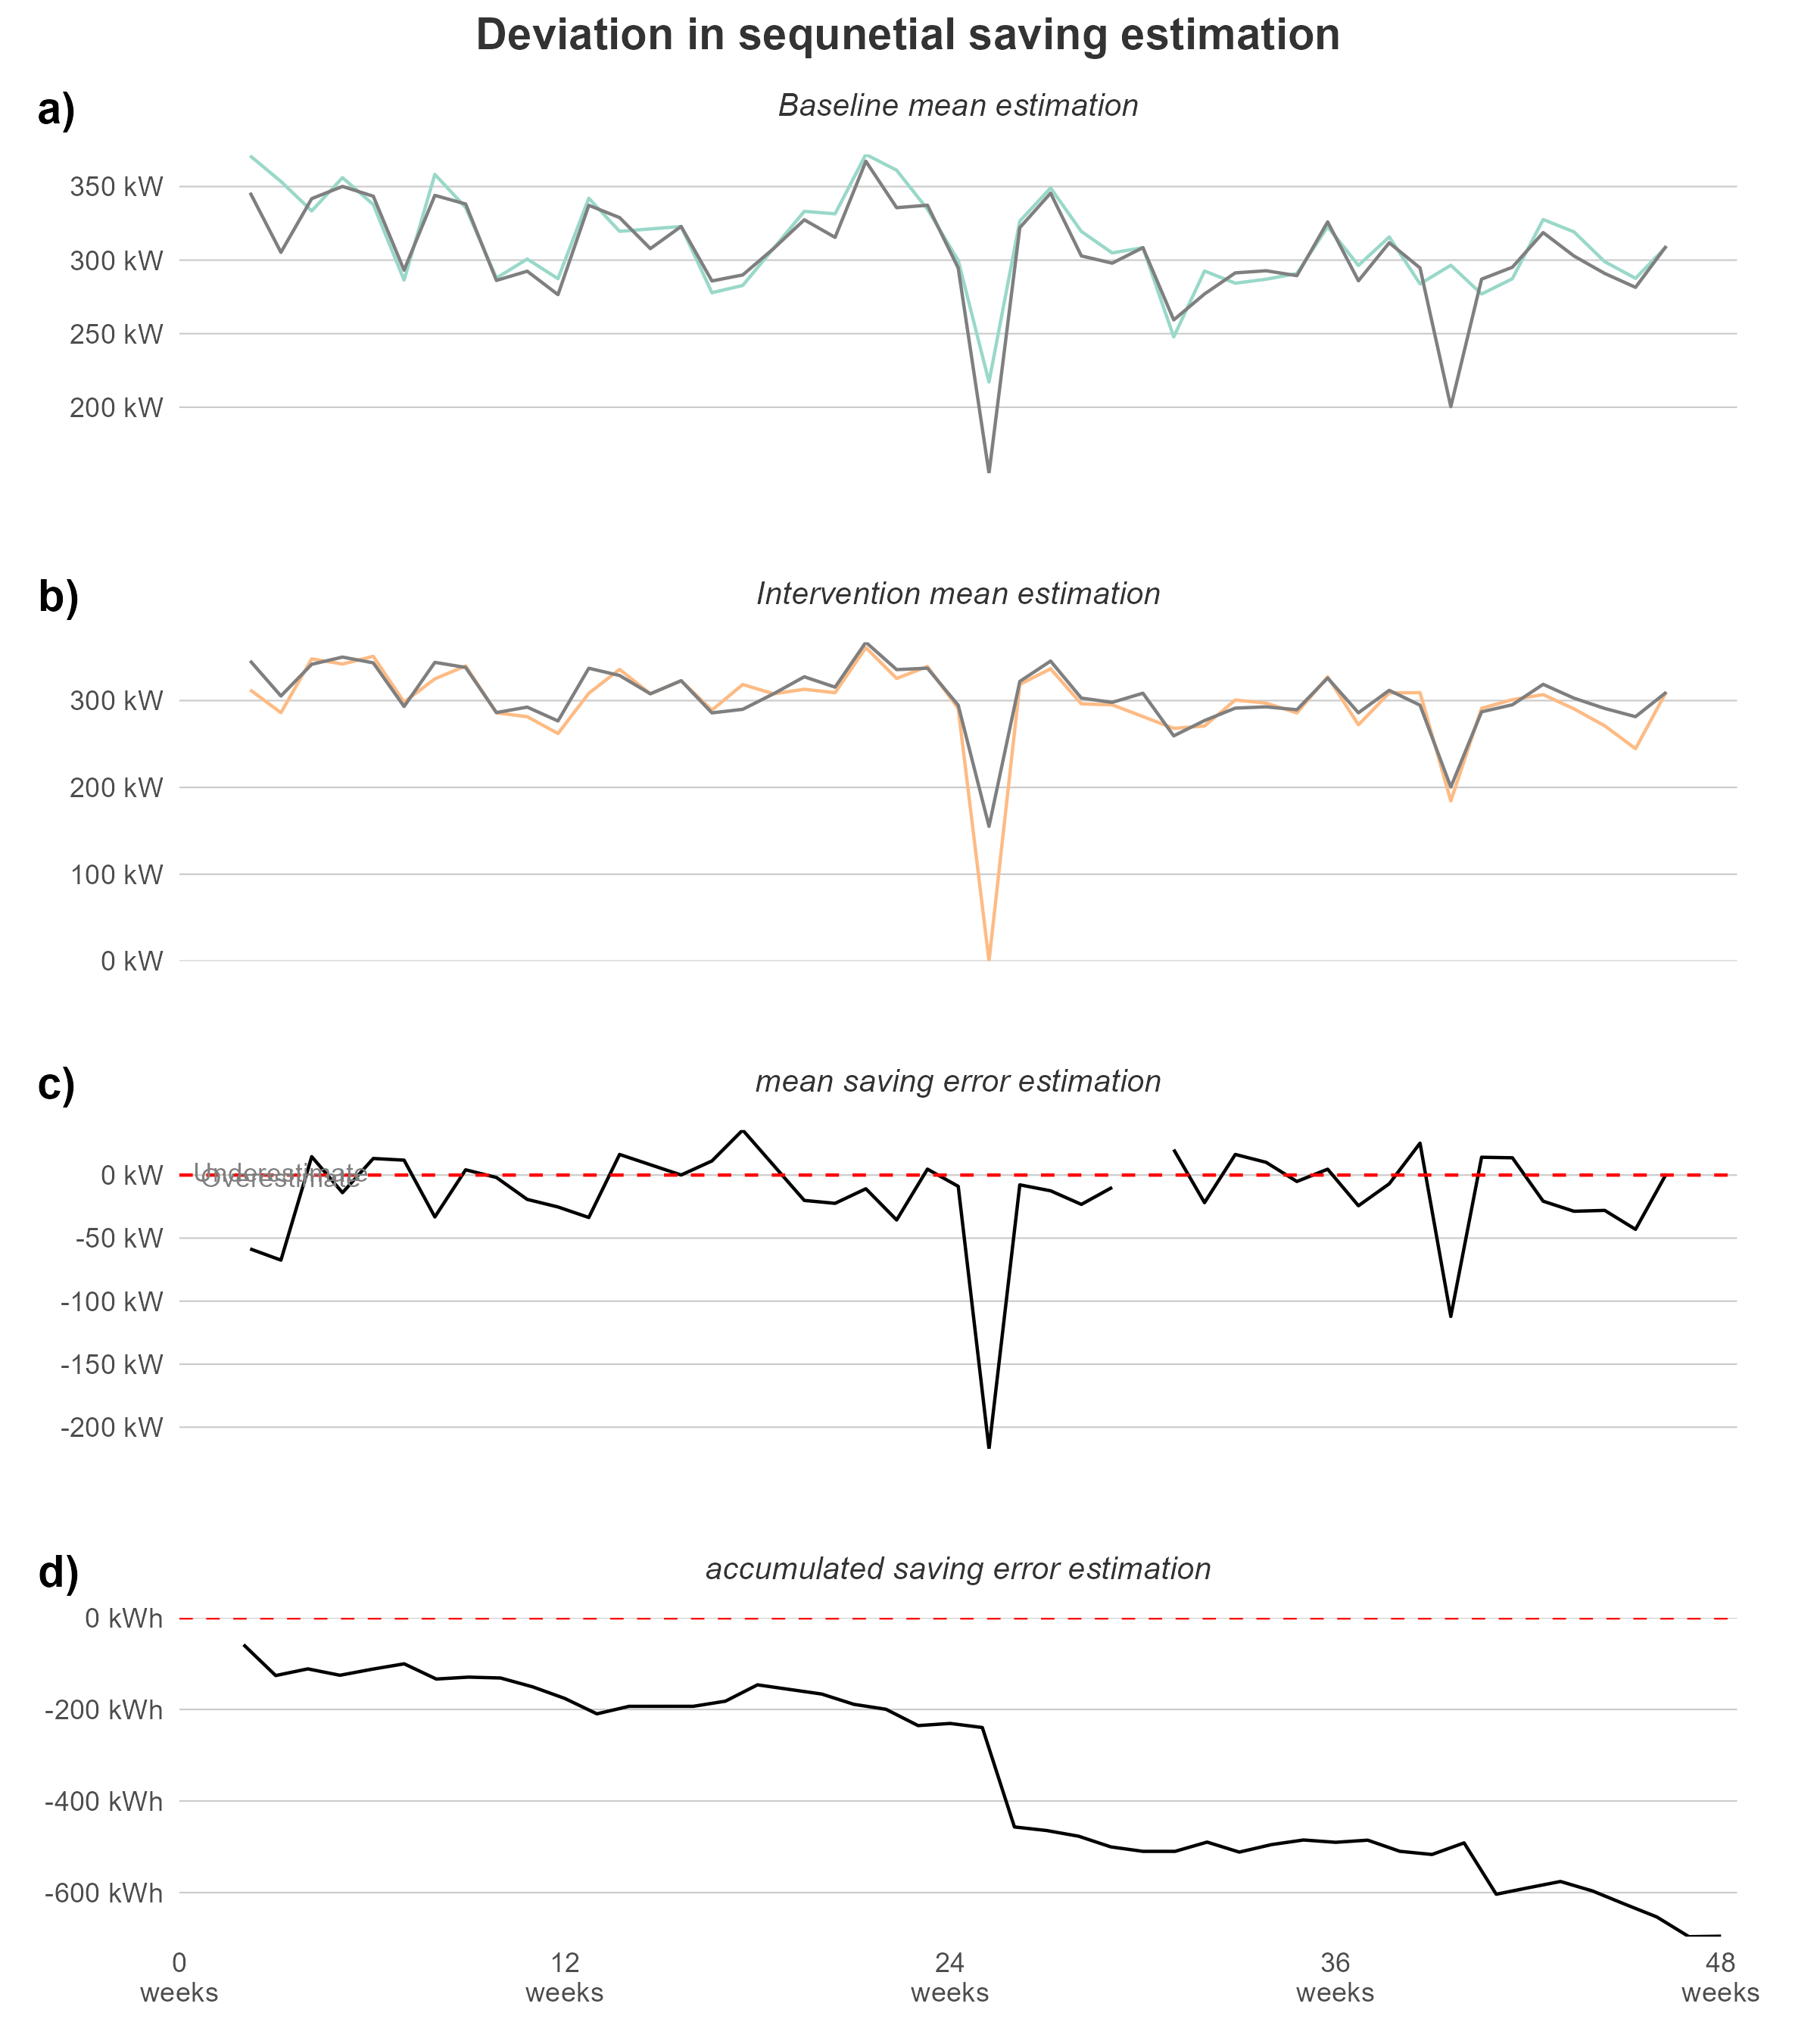 Deviation in sequnetial saving estimation
a)
Baseline mean estimation
350 kW
300 kW
250 kW
200 kW
b)
Intervention mean estimation
300 kW
200 kW
100 kW
0 kW
c)
mean saving error estimation
Underestimate
Overestimate
0 kW
-50 kW
-100 kW
-150 kW
-200 kW
d)
accumulated saving error estimation
0 kWh
-200 kWh
-400 kWh
-600 kWh
0 12 24 36 48
weeks weeks weeks weeks weeks